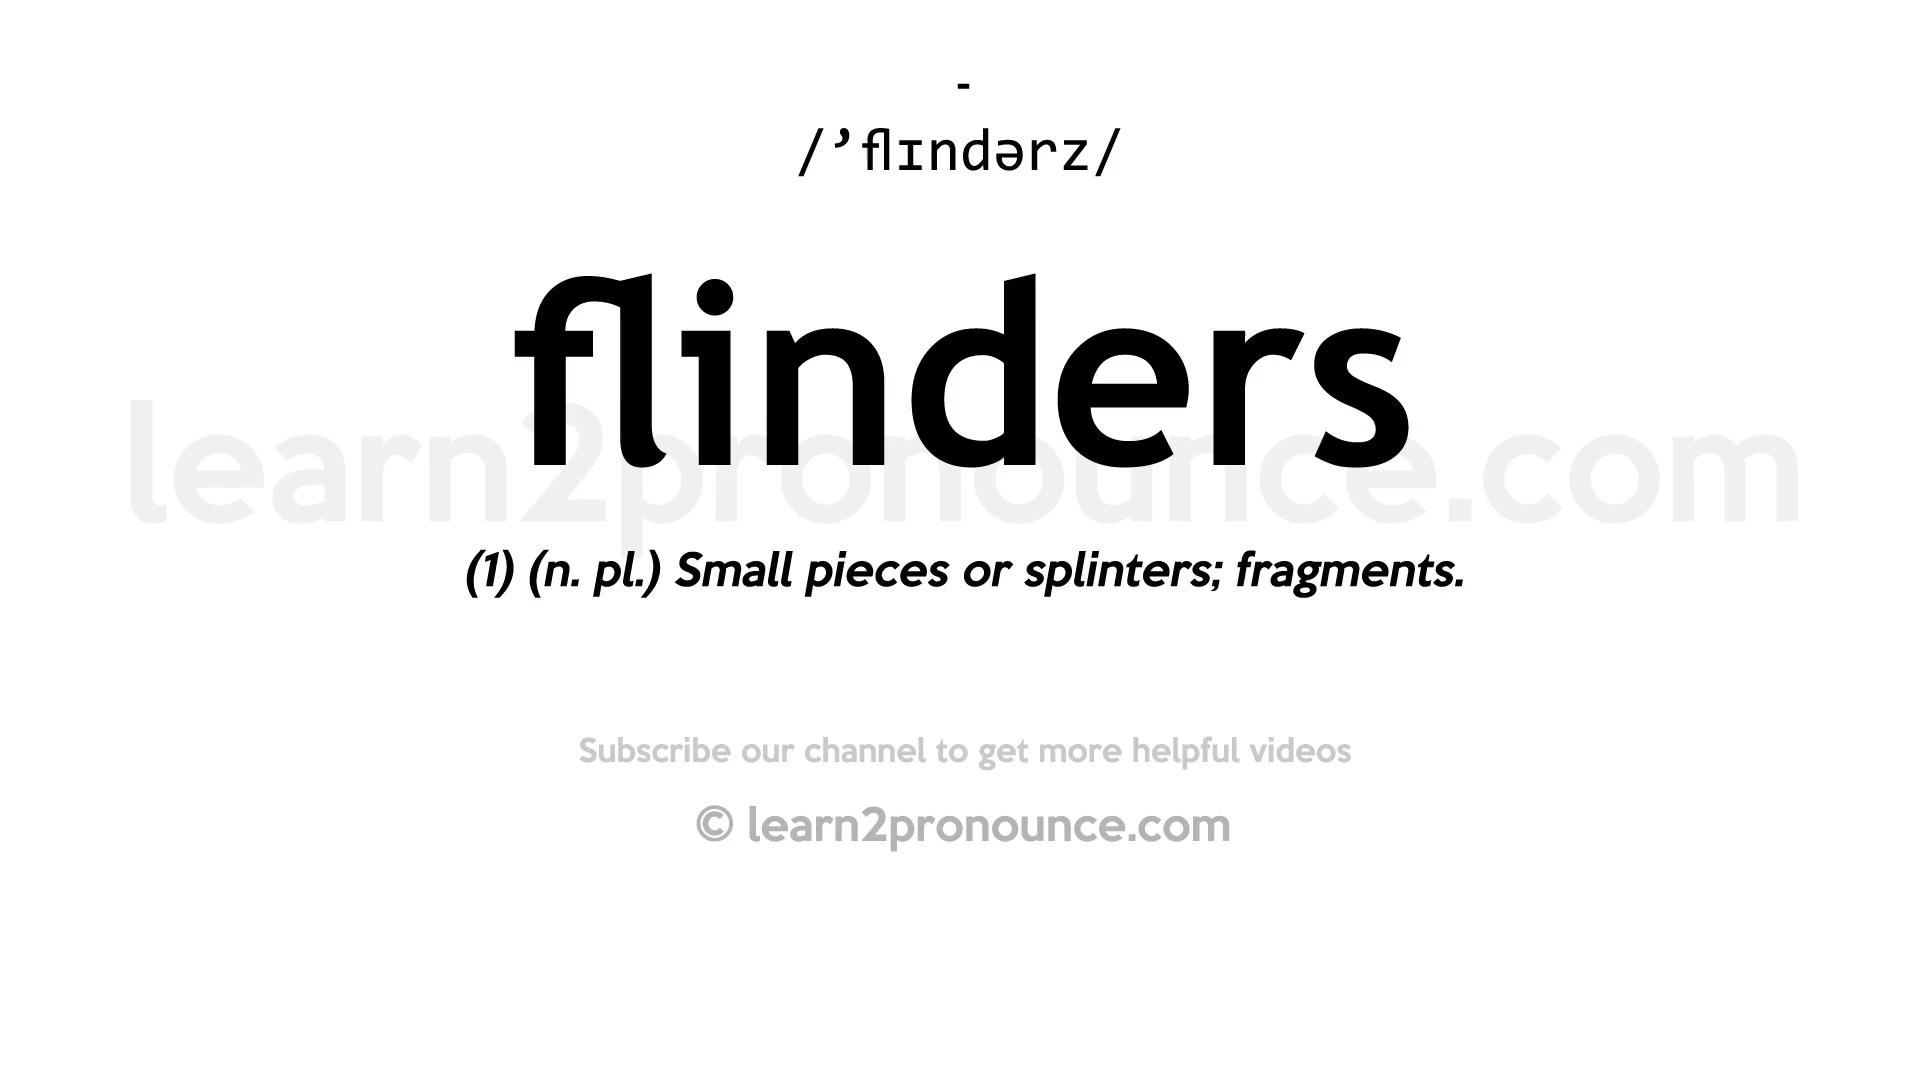 -
/’flɪndərz/
flinders
learn2pronounce.com
(1) (n. pl.) Small pieces or splinters; fragments.
Subscribe our channel to get more helpful videos
© learn2pronounce.com